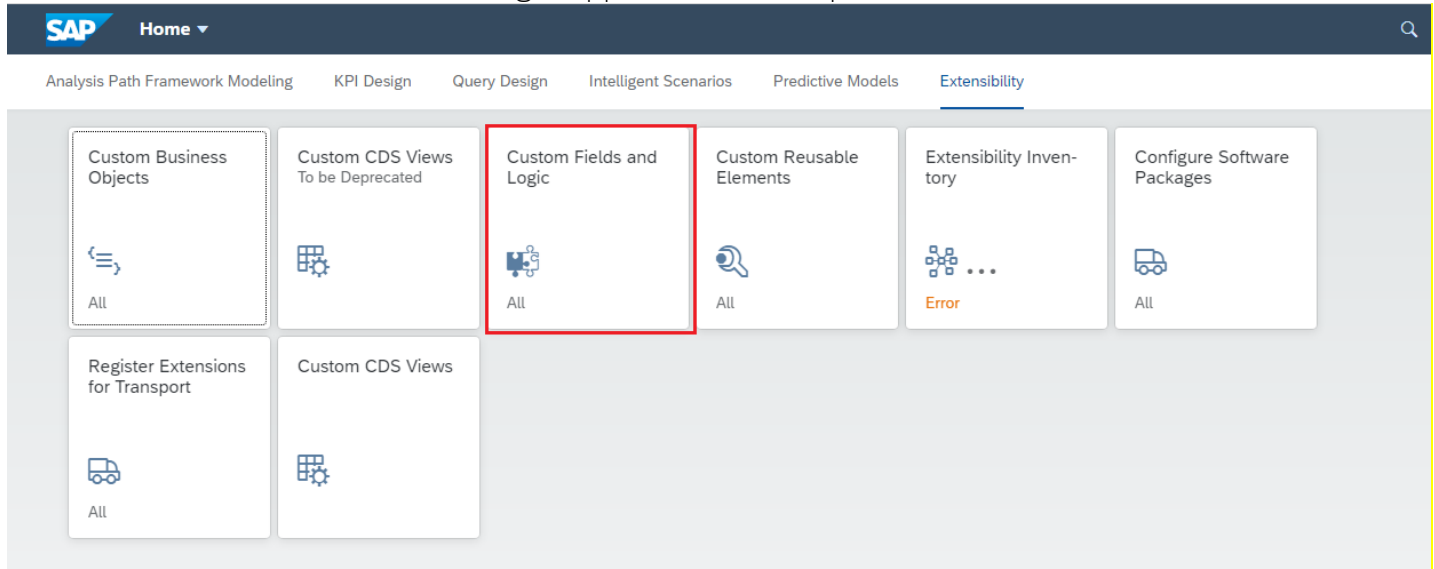 SAP Home
Analysis Path Framework Modeling KPI Design Query Design Intelligent Scenarios Predictive Models Extensibility
Custom Business
Objects
All
Custom CDS Views
To be Deprecated
Custom Fields and
Logic
All
Custom Reusable
Elements
All
Extensibility Inven-
tory
...
Error
Configure Software
Packages
All
Register Extensions
for Transport
All
Custom CDS Views